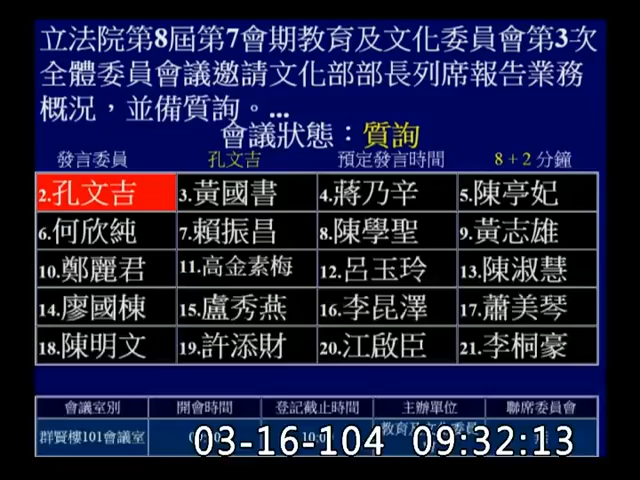 立法院第8屆第7會期教育及文化委員會第3次
全體委員會議邀請文化部部長列席報告業務
概況，並備質詢。...
會議狀態：質詢
發言委員 孔文吉 預定發言時間 8+2 分鐘
2.孔文吉 3.黃國書 4.蔣乃辛 5.陳亭妃
6.何欣純 7.賴振昌 8.陳學聖 9.黃志雄
10.鄭麗君 11.高金素梅 12.呂玉玲 13.陳淑慧
14.廖國棟 15.盧秀燕 16.李昆澤 17.蕭美琴
18.陳明文 19.許添財 20.江啟臣 21.李桐豪
會議室別 開會時間 登記截止時間 主辦單位 聯席委員會
群賢樓101會議室 教育及文化委員
03-16-104 09:32:13